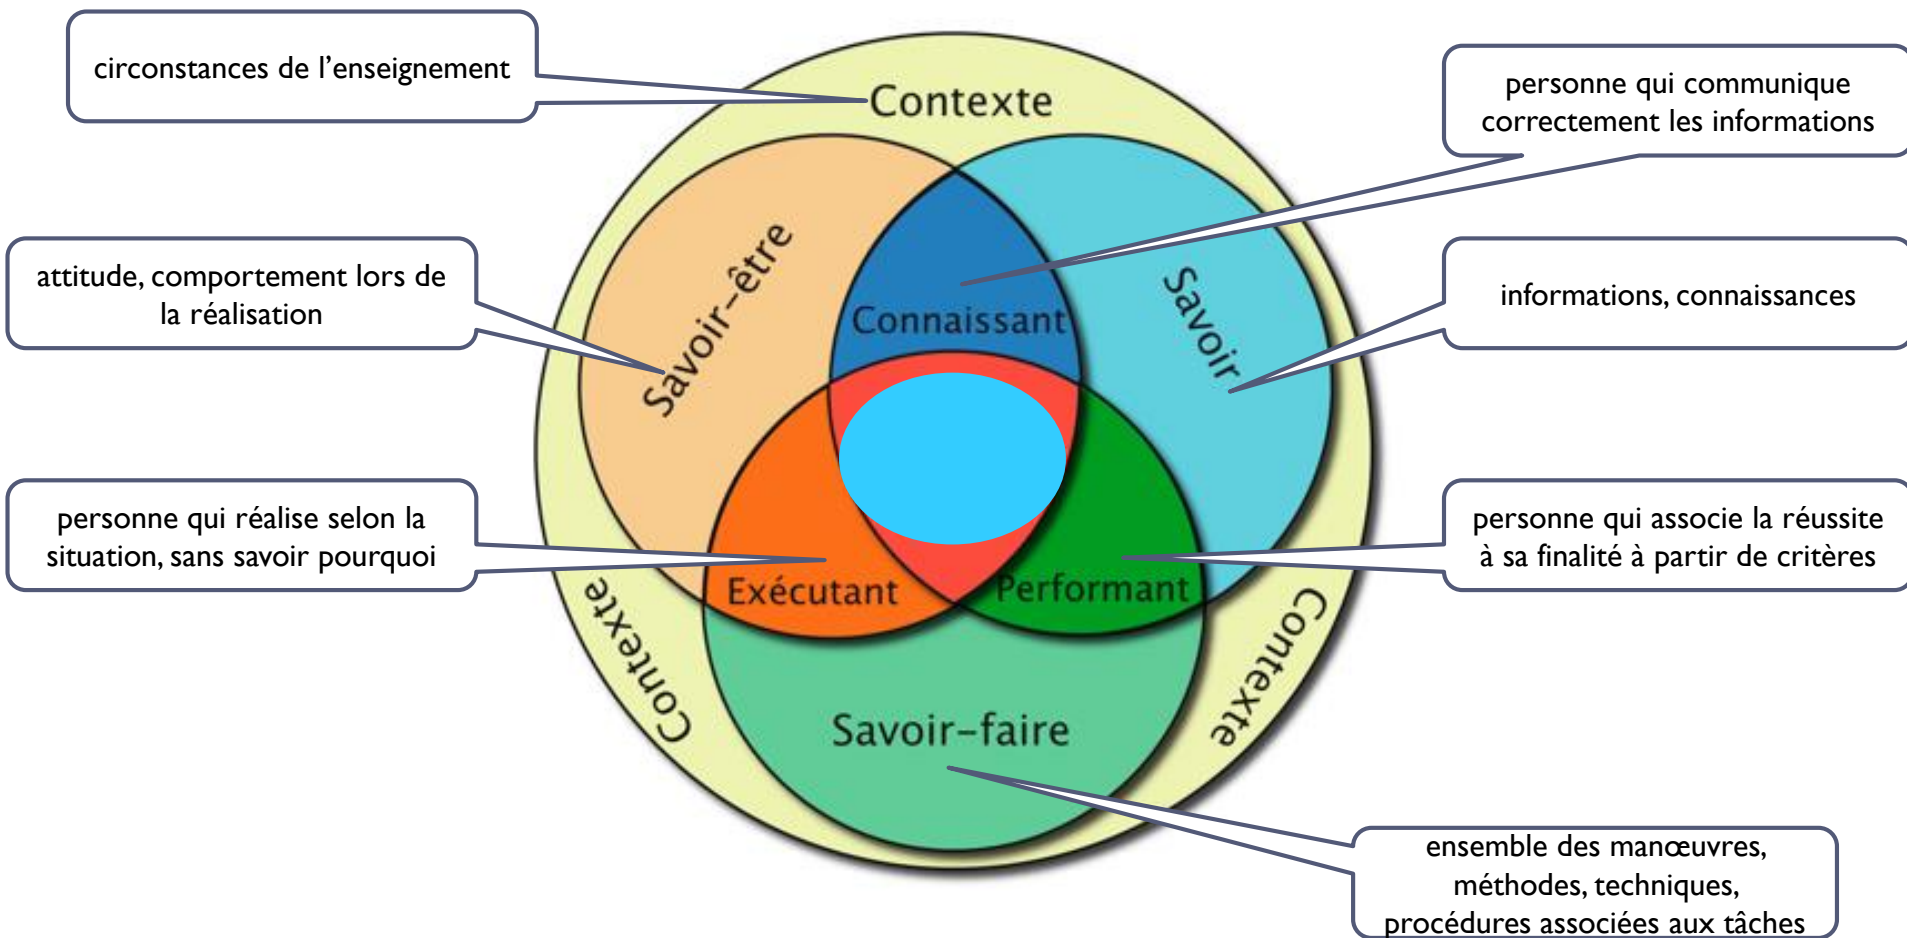 circonstances de l’enseignement
Contexte
personne qui communique
correctement les informations
attitude, comportement lors de
la réalisation
Savoir-être
Connaissant
Savoir
informations, connaissances
personne qui réalise selon la
situation, sans savoir pourquoi
Exécutant
Performant
personne qui associe la réussite
à sa finalité à partir de critères
Contexte
Contexte
Savoir-faire
ensemble des manœuvres,
méthodes, techniques,
procédures associées aux tâches